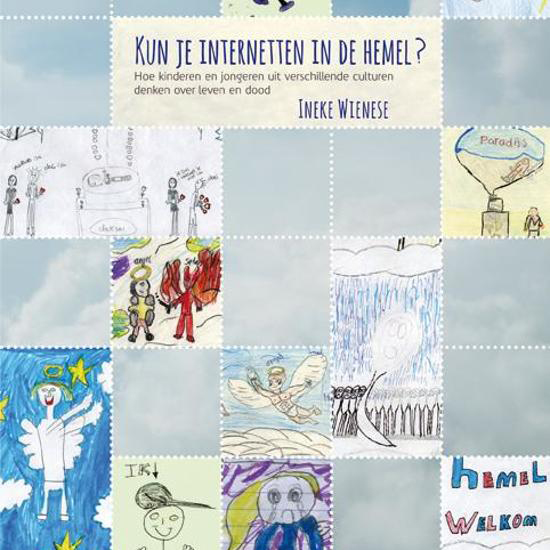 KUN JE INTERNETTEN IN DE HEMEL?
Hoe kinderen en jongeren uit verschillende culturen
denken over leven en dood
INEKE WIENESE
Paradijs
angel
IK
HEMEL
WELKOM